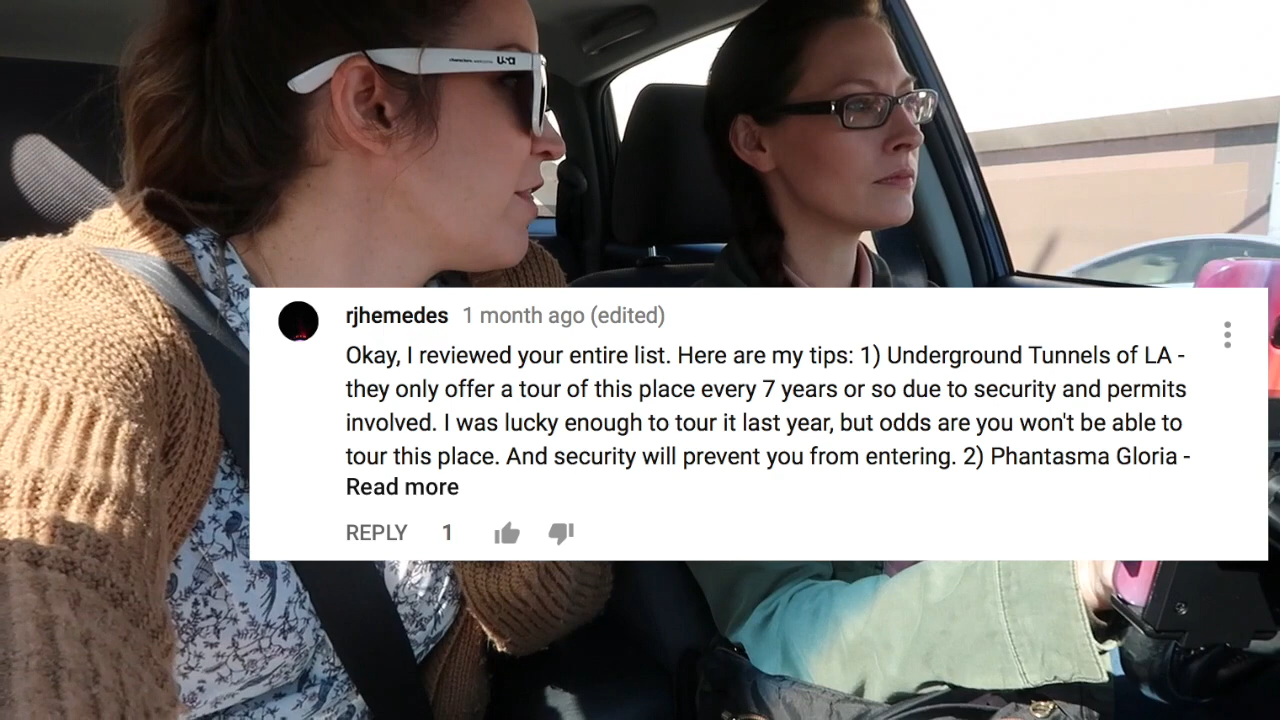 USA
rjhemedes 1 month ago (edited)
Okay, I reviewed your entire list. Here are my tips: 1) Underground Tunnels of LA -
they only offer a tour of this place every 7 years or so due to security and permits
involved. I was lucky enough to tour it last year, but odds are you won't be able to
tour this place. And security will prevent you from entering. 2) Phantasma Gloria -
Read more
REPLY 1